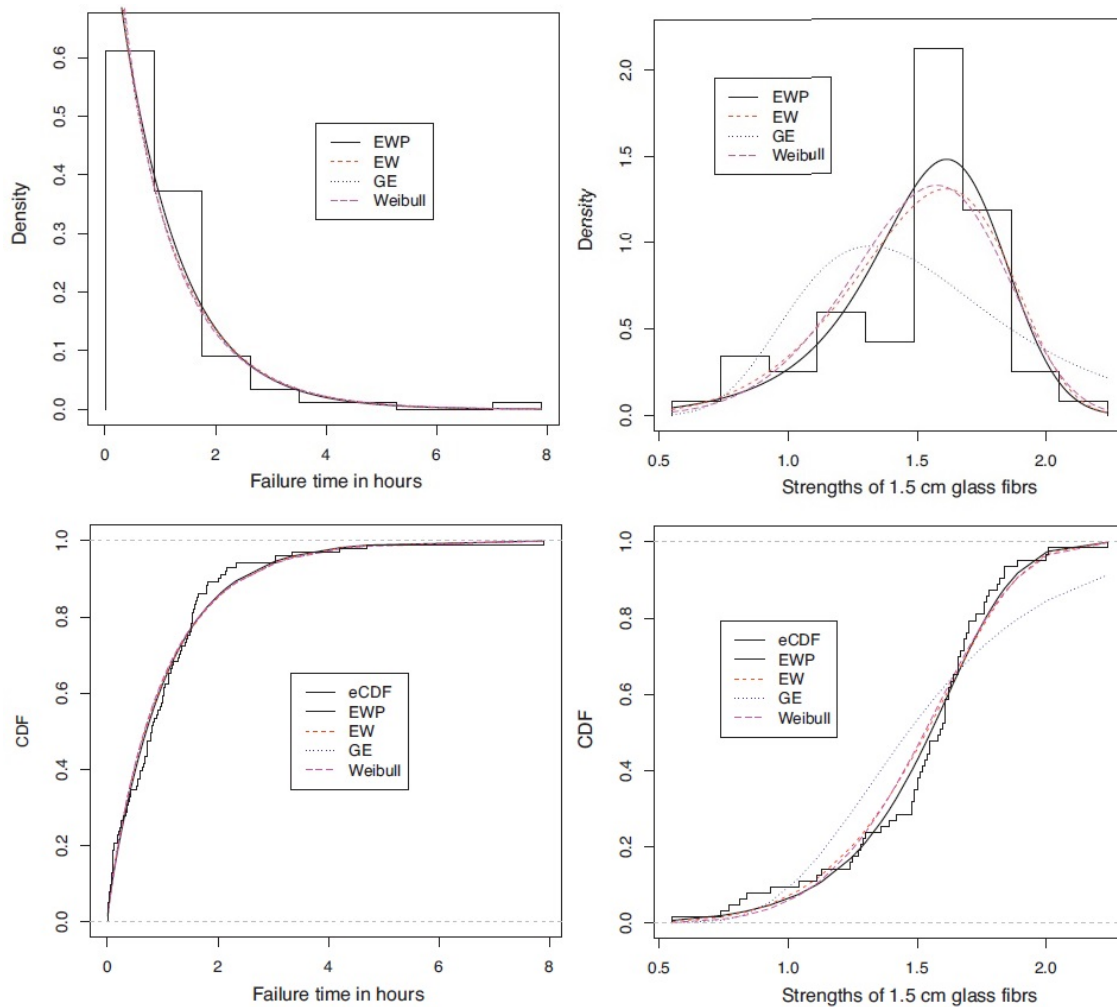 Density
0.0 0.1 0.2 0.3 0.4 0.5 0.6
EWP
EW
GE
Weibull
0 2 4 6 8
Failure time in hours
Density
0.0 0.5 1.0 1.5 2.0
EWP
EW
GE
Weibull
0.5 1.0 1.5 2.0
Strengths of 1.5 cm glass fibrs
CDF
0.0 0.2 0.4 0.6 0.8 1.0
eCDF
EWP
EW
GE
Weibull
0 2 4 6 8
Failure time in hours
CDF
0.0 0.2 0.4 0.6 0.8 1.0
eCDF
EWP
EW
GE
Weibull
0.5 1.0 1.5 2.0
Strengths of 1.5 cm glass fibrs